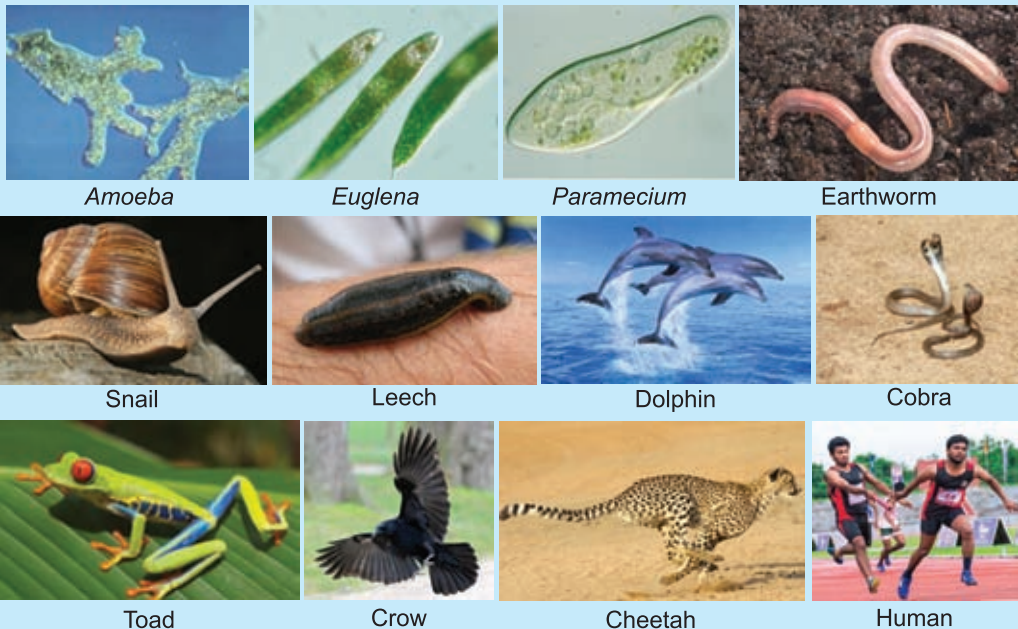 Amoeba
Euglena
Paramecium
Earthworm
Snail
Leech
Dolphin
Cobra
Toad
Crow
Cheetah
Human